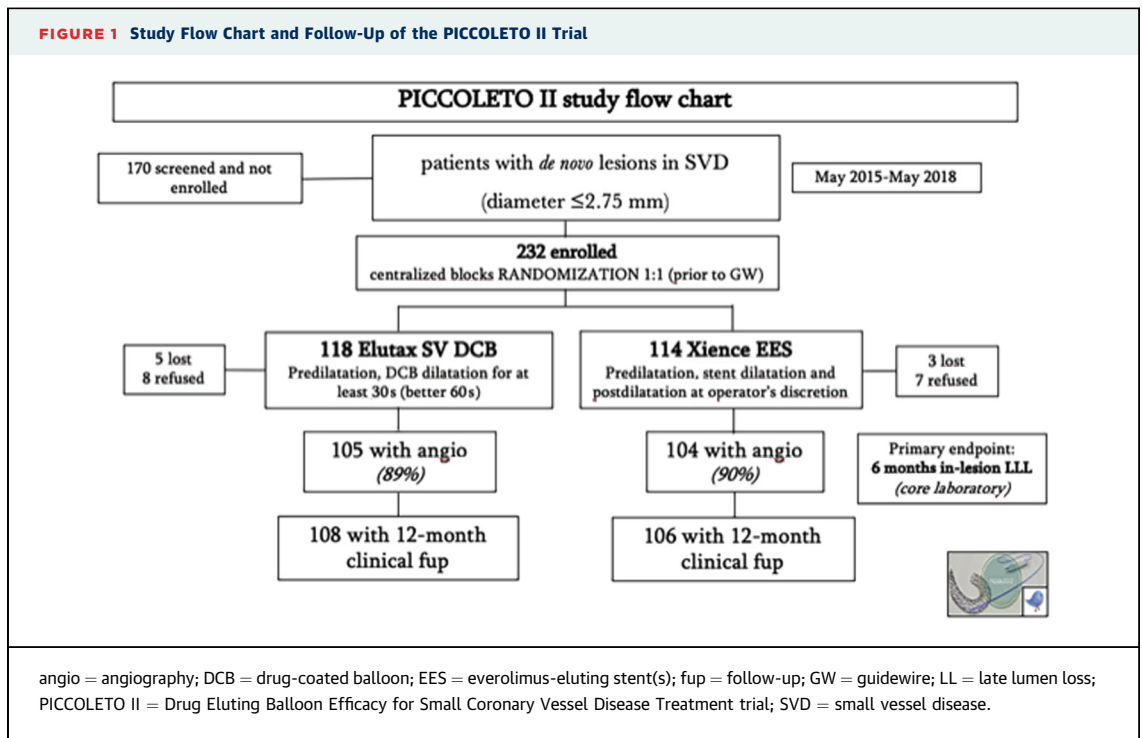 FIGURE 1 Study Flow Chart and Follow-Up of the PICCOLETO II Trial
PICCOLETO II study flow chart
170 screened and not
enrolled
patients with de novo lesions in SVD
(diameter ≤2.75 mm)
May 2015-May 2018
232 enrolled
centralized blocks RANDOMIZATION 1:1 (prior to GW)
5 lost
8 refused
118 Elutax SV DCB
Predilatation, DCB dilatation for at
least 30s (better 60s)
114 Xience EES
Predilatation, stent dilatation and
postdilatation at operator's discretion
3 lost
7 refused
105 with angio
(89%)
104 with angio
(90%)
Primary endpoint:
6 months in-lesion LLL
(core laboratory)
108 with 12-month
clinical fup
106 with 12-month
clinical fup
angio = angiography; DCB = drug-coated balloon; EES = everolimus-eluting stent(s); fup = follow-up; GW = guidewire; LL = late lumen loss;
PICCOLETO II = Drug Eluting Balloon Efficacy for Small Coronary Vessel Disease Treatment trial; SVD = small vessel disease.